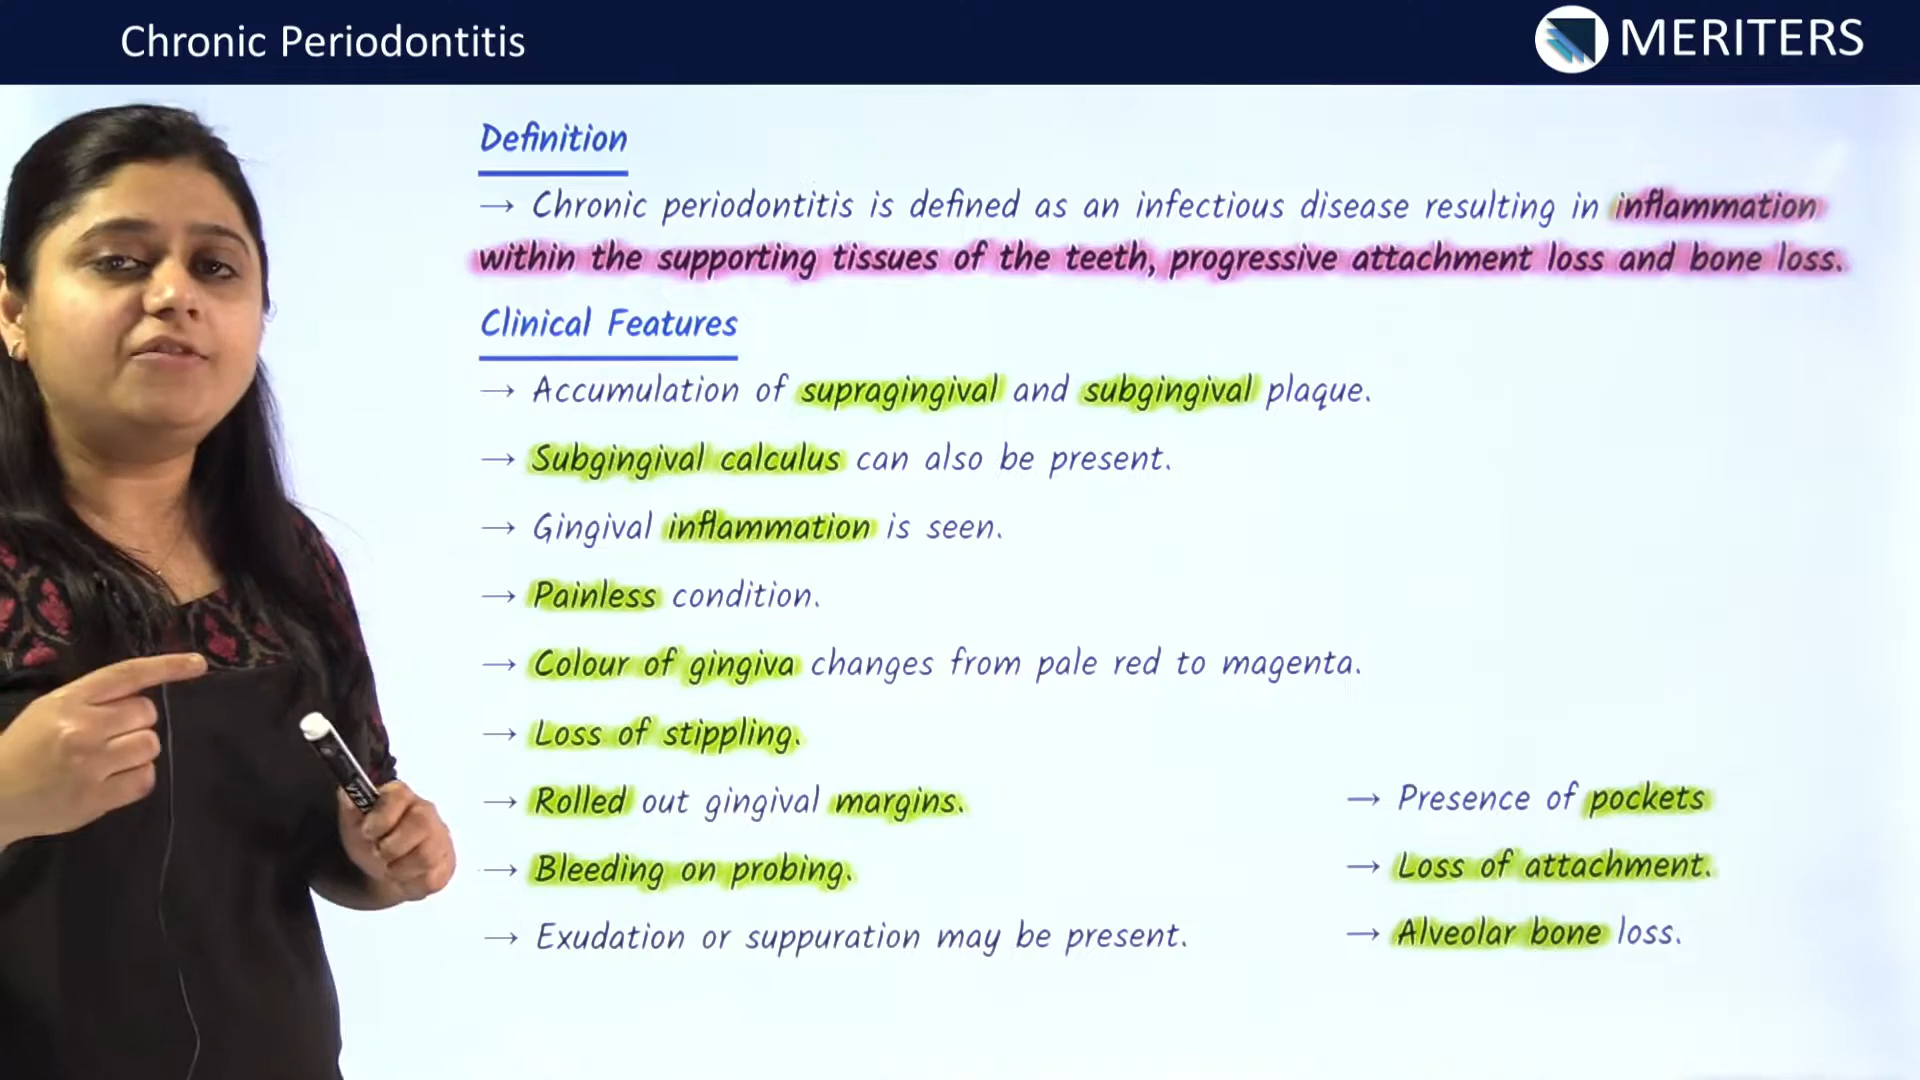 Chronic Periodontitis
MERITERS
Definition
→ Chronic periodontitis is defined as an infectious disease resulting in inflammation
within the supporting tissues of the teeth, progressive attachment loss and bone loss.
Clinical Features
→ Accumulation of supragingival and subgingival plaque.
→ Subgingival calculus can also be present.
→ Gingival inflammation is seen.
→ Painless condition.
→ Colour of gingiva changes from pale red to magenta.
→ Loss of stippling.
→ Rolled out gingival margins.
→ Bleeding on probing.
→ Exudation or suppuration may be present.
→ Presence of pockets
→ Loss of attachment.
→ Alveolar bone loss.